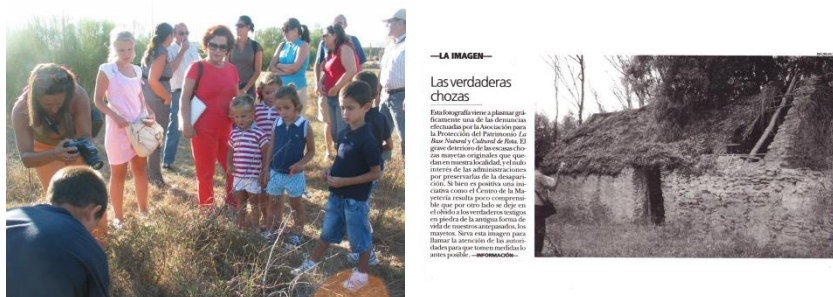 —LA IMAGEN—
Las verdaderas
chozas
Esta fotografía viene a plasmar grá-
ficamente una de las denuncias
efectuadas por la Asociación para
la Protección del Patrimonio La
Base Natural y Cultural de Rota. El
grave deterioro de las escasas cho-
zas mayetas originales que que-
dan en nuestra localidad, y el nulo
interés de las administraciones
por preservarlas de la desapari-
ción. Si bien es positiva una ini-
ciativa como el Centro de la Ma-
yetería resulta poco comprensi-
ble que por otro lado se deje en
el olvido a los verdaderos testigos
en piedra de la antigua forma de
vida de nuestros antepasados, los
mayetos. Sirva esta imagen para
llamar la atención de las autori-
dades para que tomen medidas lo
antes posible. —INFORMACIÓN—